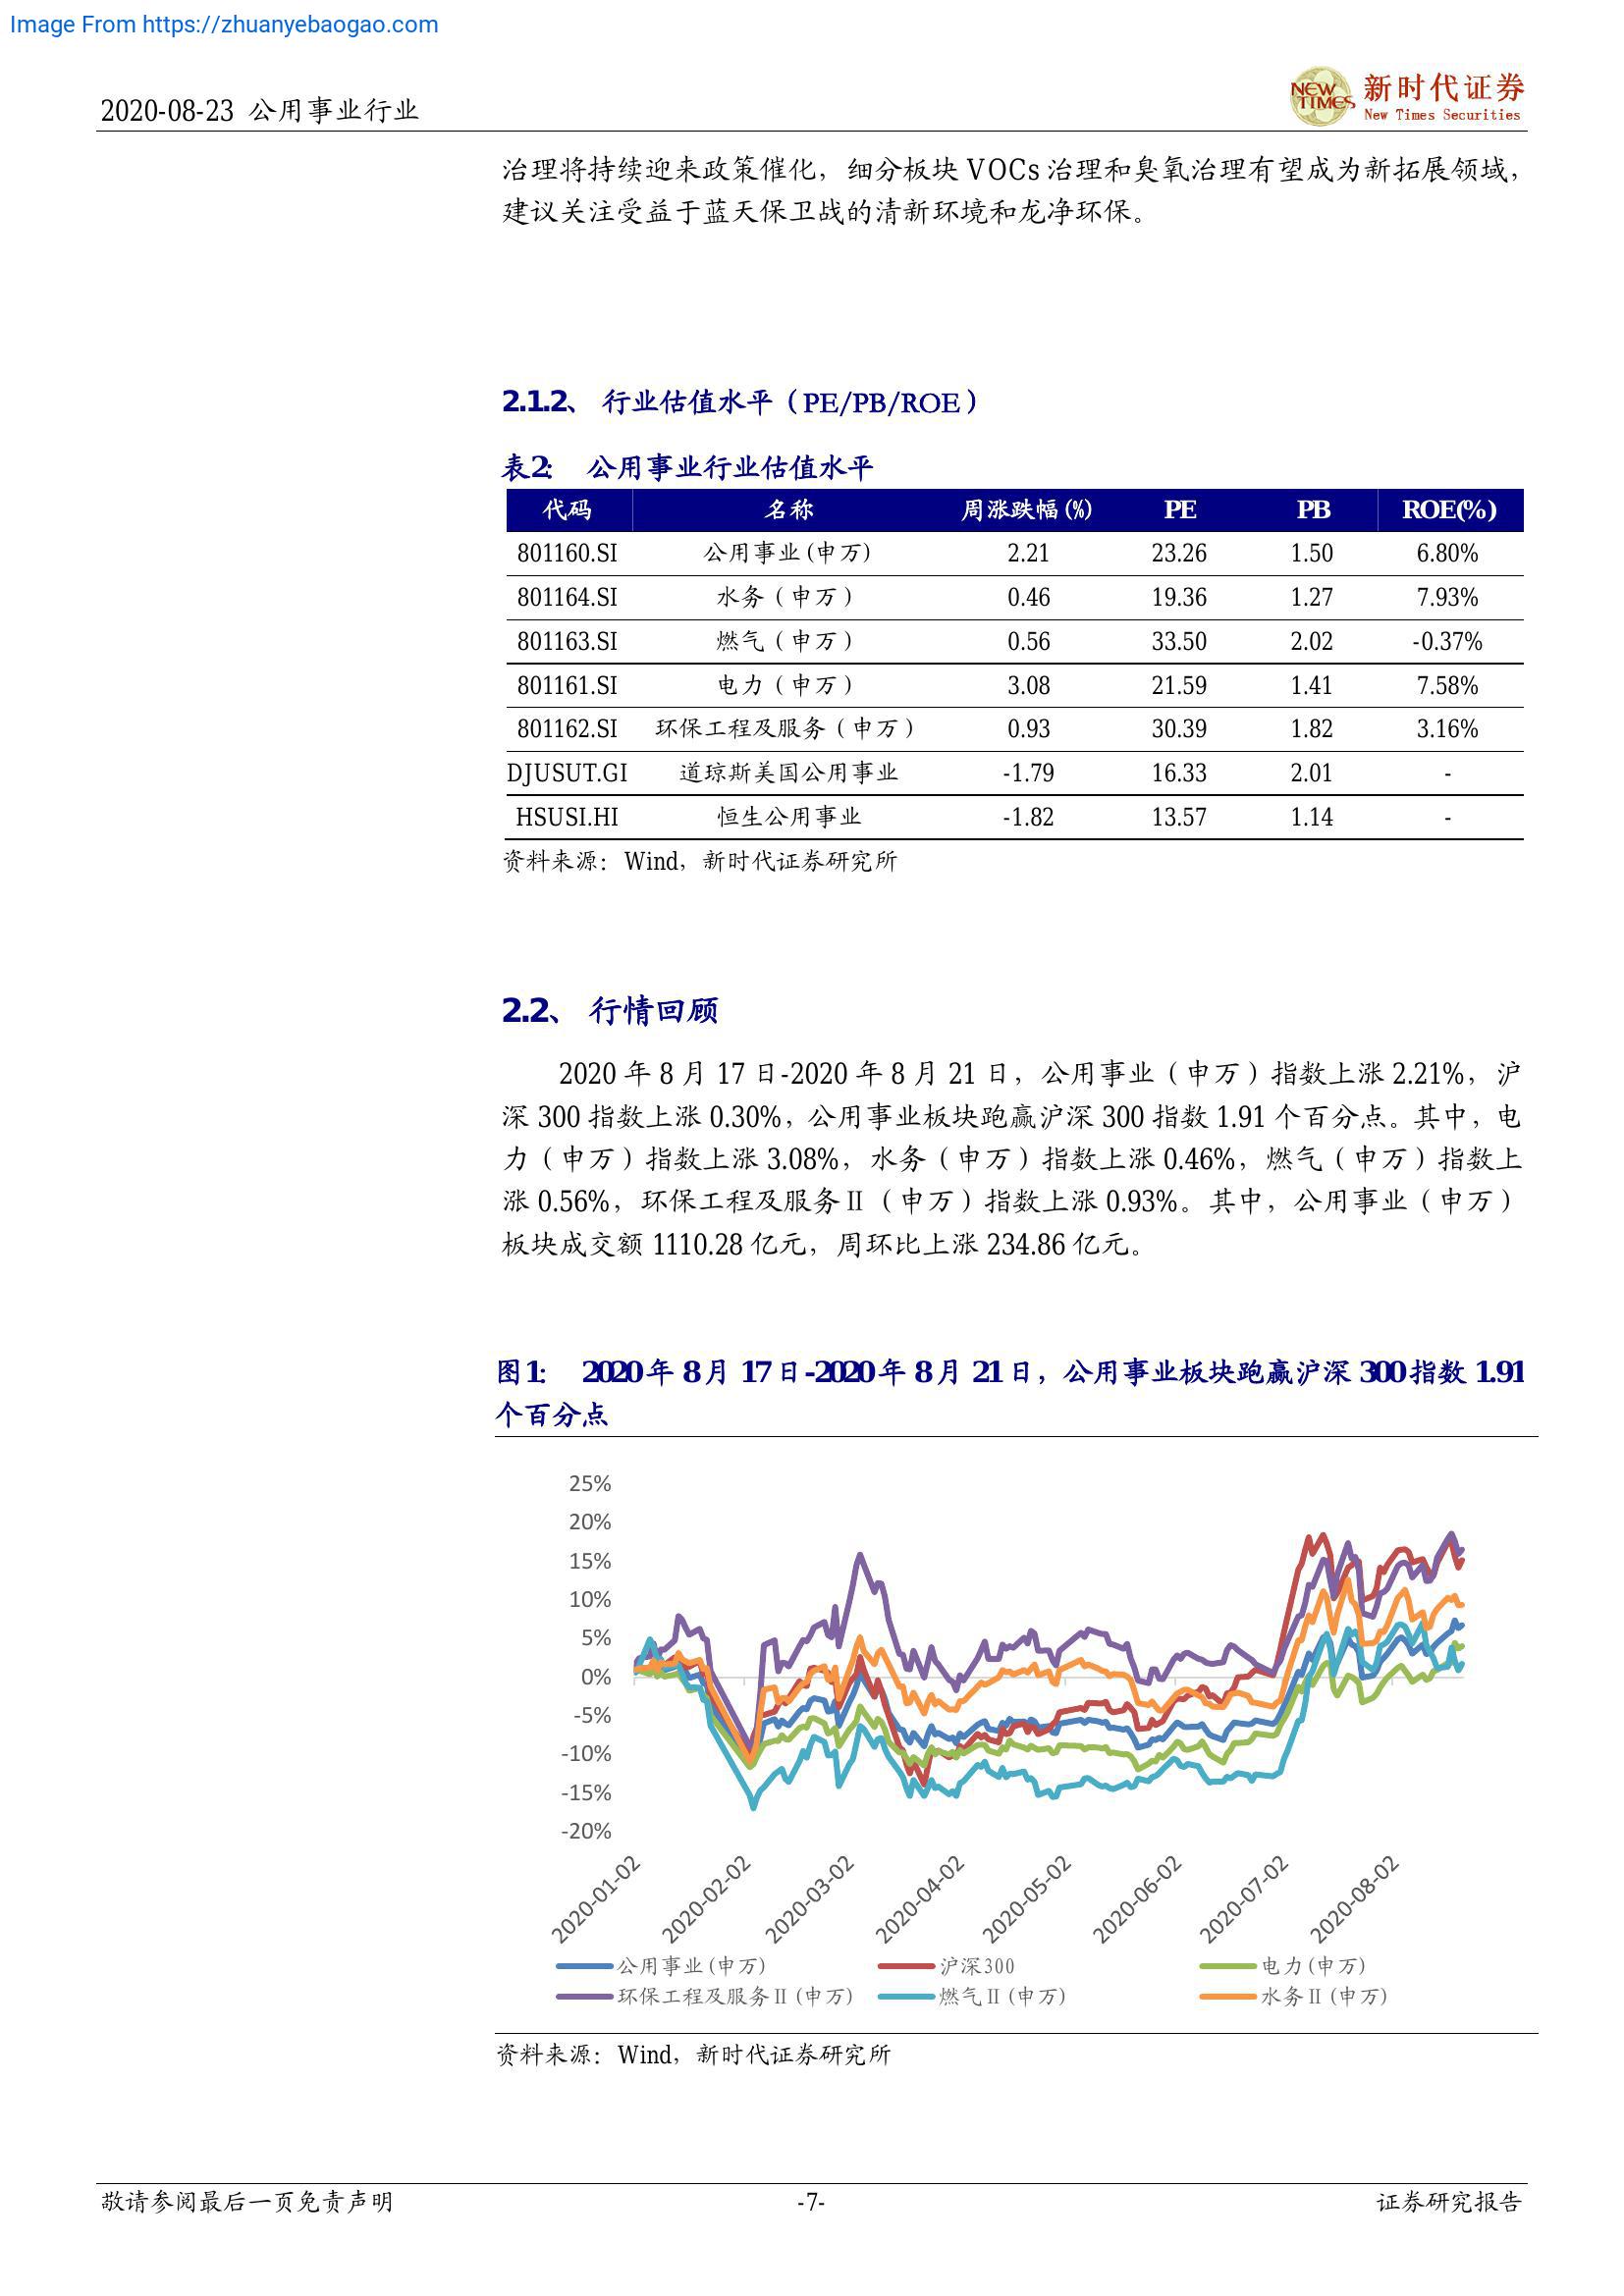 Image From https://zhuanyebaogao.com
2020-08-23 公用事业行业
NEW TIMES
新时代证券
New Times Securities
治理将持续迎来政策催化，细分板块 VOCs 治理和臭氧治理有望成为新拓展领域，
建议关注受益于蓝天保卫战的清新环境和龙净环保。
2.1.2、 行业估值水平（PE/PB/ROE）
表2: 公用事业行业估值水平
代码 名称 周涨跌幅(%) PE PB ROE(%)
801160.SI 公用事业(申万) 2.21 23.26 1.50 6.80%
801164.SI 水务（申万） 0.46 19.36 1.27 7.93%
801163.SI 燃气（申万） 0.56 33.50 2.02 -0.37%
801161.SI 电力（申万） 3.08 21.59 1.41 7.58%
801162.SI 环保工程及服务（申万） 0.93 30.39 1.82 3.16%
DJUSUT.GI 道琼斯美国公用事业 -1.79 16.33 2.01 -
HSUSI.HI 恒生公用事业 -1.82 13.57 1.14 -
资料来源：Wind，新时代证券研究所
2.2、 行情回顾
2020 年 8 月 17 日-2020 年 8 月 21 日，公用事业（申万）指数上涨 2.21%，沪
深 300 指数上涨 0.30%，公用事业板块跑赢沪深 300 指数 1.91 个百分点。其中，电
力（申万）指数上涨 3.08%，水务（申万）指数上涨 0.46%，燃气（申万）指数上
涨 0.56%，环保工程及服务Ⅱ（申万）指数上涨 0.93%。其中，公用事业（申万）
板块成交额 1110.28 亿元，周环比上涨 234.86 亿元。
图1: 2020 年 8 月 17 日-2020 年 8 月 21 日，公用事业板块跑赢沪深 300 指数 1.91
个百分点
25%
20%
15%
10%
5%
0%
-5%
-10%
-15%
-20%
2020-01-02 2020-02-02 2020-03-02 2020-04-02 2020-05-02 2020-06-02 2020-07-02 2020-08-02
公用事业(申万) 沪深300 电力(申万)
环保工程及服务Ⅱ(申万) 燃气Ⅱ(申万) 水务Ⅱ(申万)
资料来源：Wind，新时代证券研究所
敬请参阅最后一页免责声明 -7- 证券研究报告